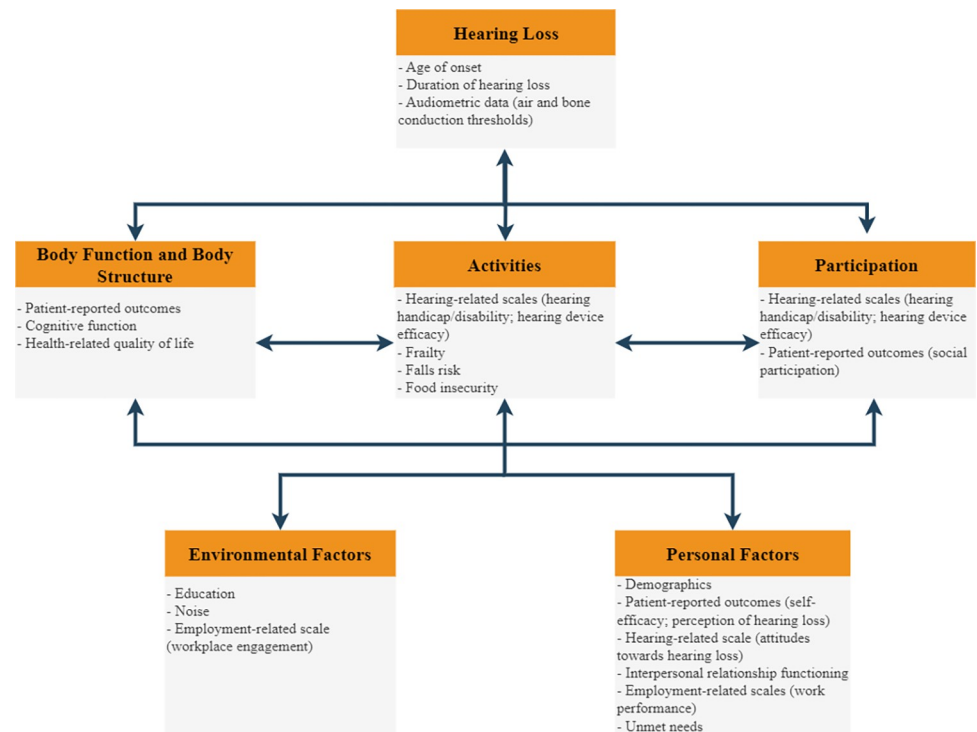 Hearing Loss
- Age of onset
- Duration of hearing loss
- Audiometric data (air and bone
conduction thresholds)
Body Function and Body
Structure
- Patient-reported outcomes
- Cognitive function
- Health-related quality of life
Activities
- Hearing-related scales (hearing
handicap/disability; hearing device
efficacy)
- Frailty
- Falls risk
- Food insecurity
Participation
- Hearing-related scales (hearing
handicap/disability; hearing device
efficacy)
- Patient-reported outcomes (social
participation)
Environmental Factors
- Education
- Noise
- Employment-related scale
(workplace engagement)
Personal Factors
- Demographics
- Patient-reported outcomes (self-
efficacy; perception of hearing loss)
- Hearing-related scale (attitudes
towards hearing loss)
- Interpersonal relationship functioning
- Employment-related scales (work
performance)
- Unmet needs